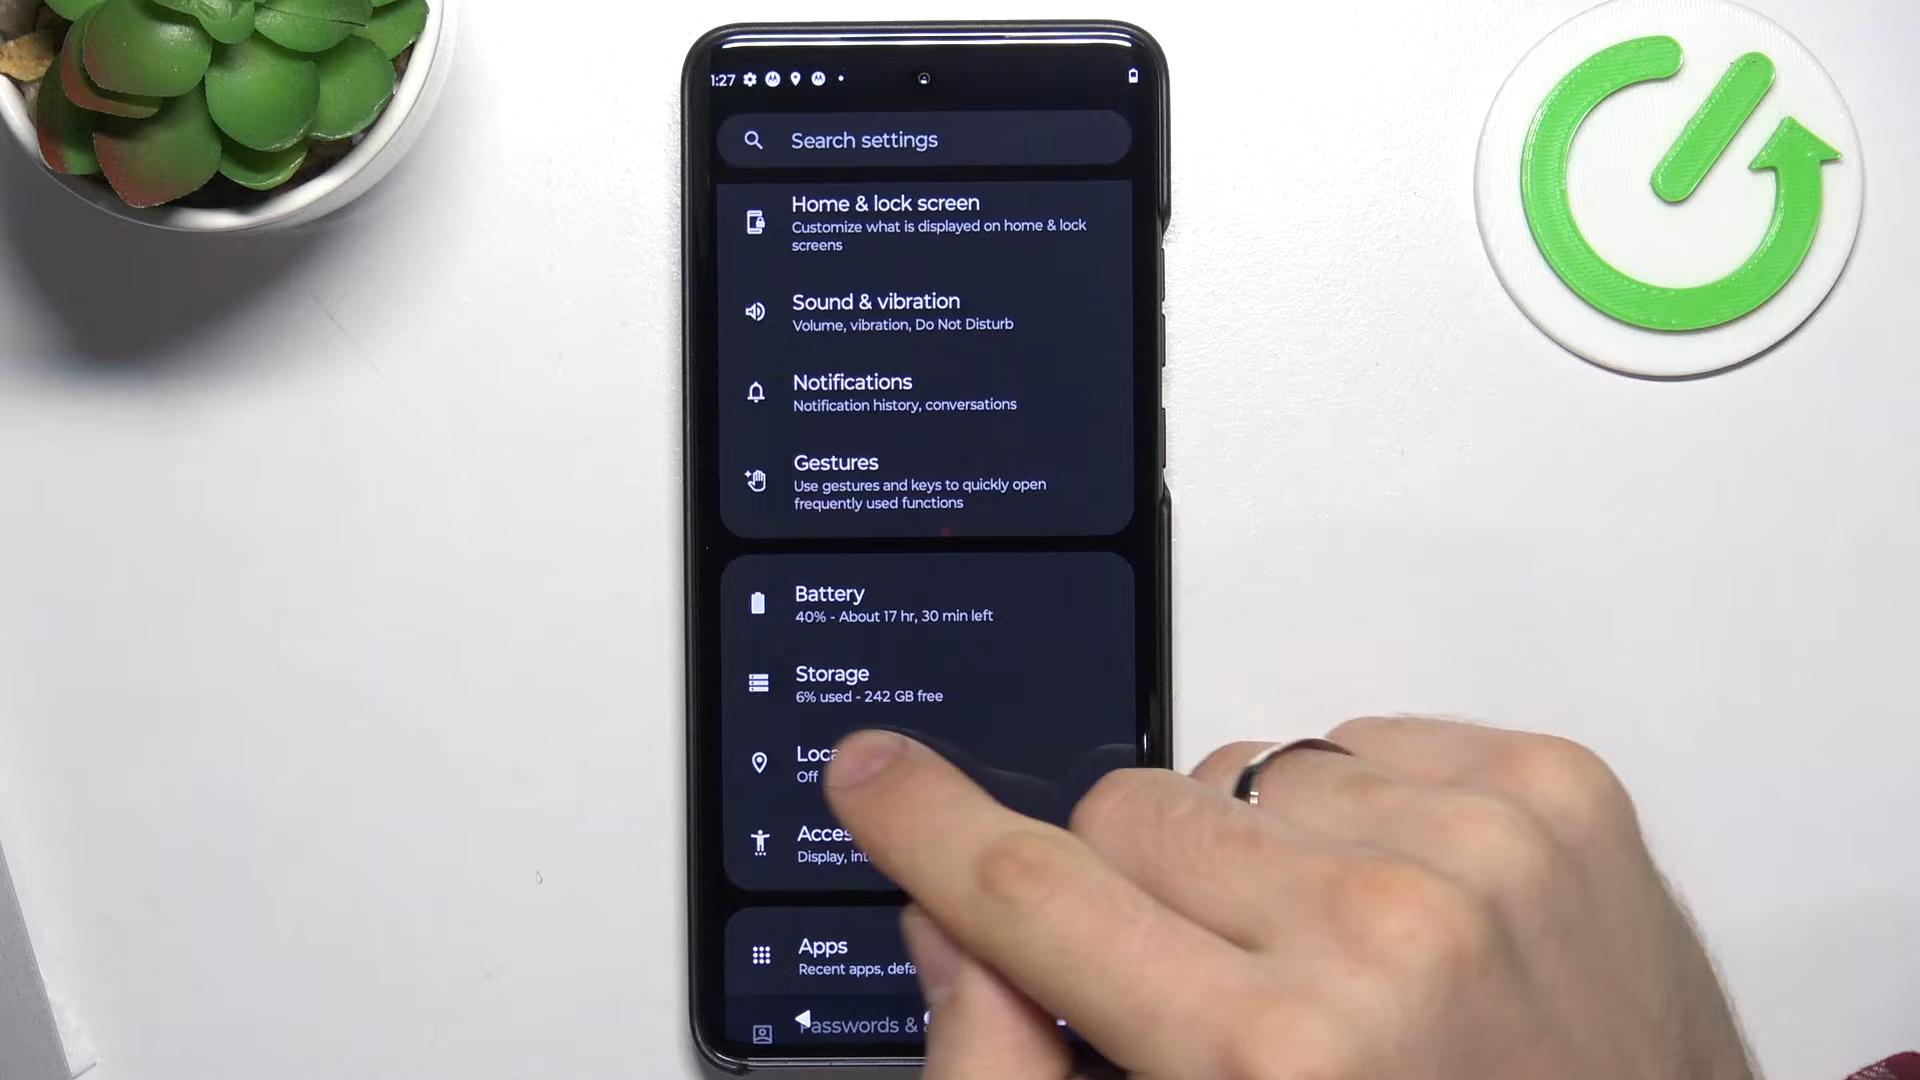 1:27
Search settings
Home & lock screen
Customize what is displayed on home & lock
screens
Sound & vibration
Volume, vibration, Do Not Disturb
Notifications
Notification history, conversations
Gestures
Use gestures and keys to quickly open
frequently used functions
Battery
40% - About 17 hr, 30 min left
Storage
6% used - 242 GB free
Loca
Off
Acces
Display, int
Apps
Recent apps, defa
Passwords &